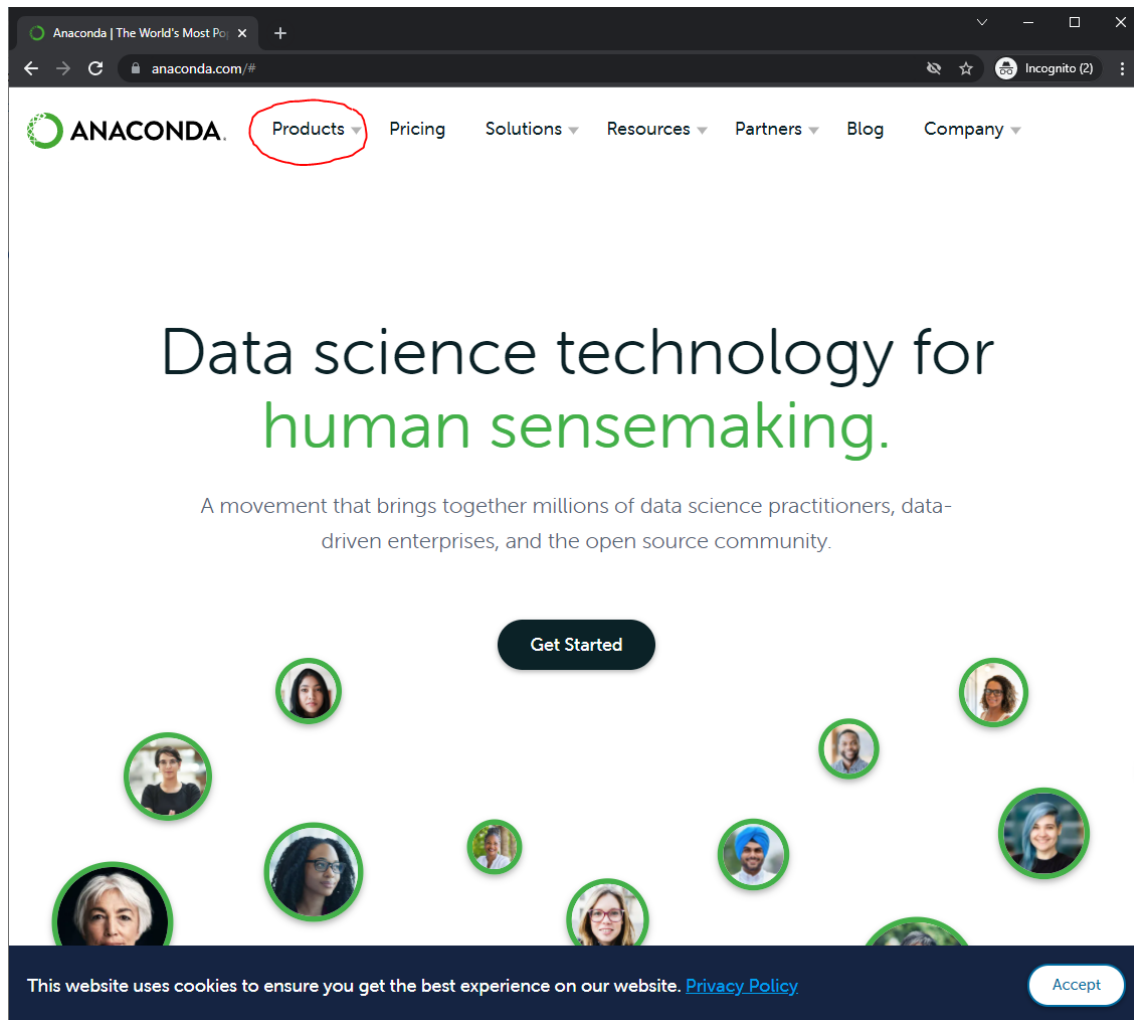 Anaconda | The World's Most Po
anaconda.com/#
Incognito (2)
ANACONDA.
Products
Pricing
Solutions
Resources
Partners
Blog
Company
Data science technology for
human sensemaking.
A movement that brings together millions of data science practitioners, data-
driven enterprises, and the open source community.
Get Started
This website uses cookies to ensure you get the best experience on our website. Privacy Policy
Accept